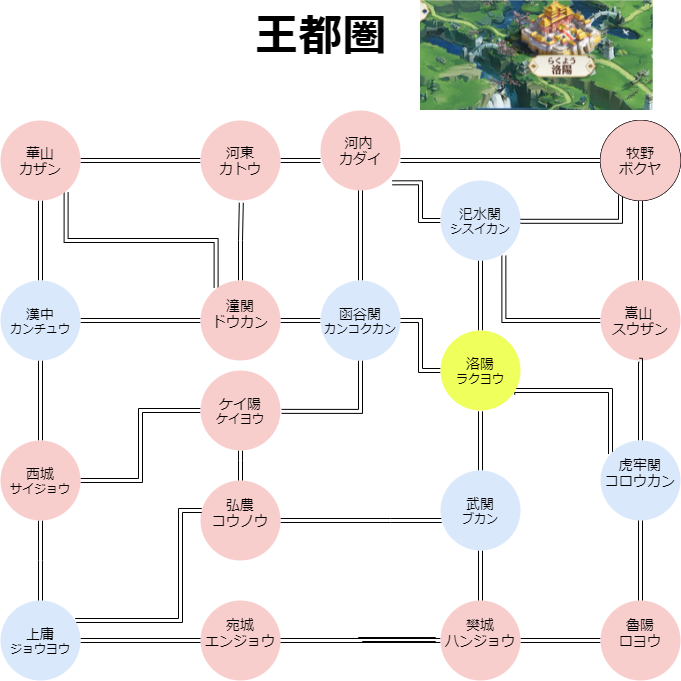 王都圏
らくよう
洛陽
華山
カザン
河東
カトウ
河内
カダイ
牧野
ボクヤ
汜水関
シスイカン
漢中
カンチュウ
潼関
ドウカン
函谷関
カンコクカン
嵩山
スウザン
洛陽
ラクヨウ
ケイ陽
ケイヨウ
西城
サイジョウ
弘農
コウノウ
武関
ブカン
虎牢関
コロウカン
上庸
ジョウヨウ
宛城
エンジョウ
樊城
ハンジョウ
魯陽
ロヨウ